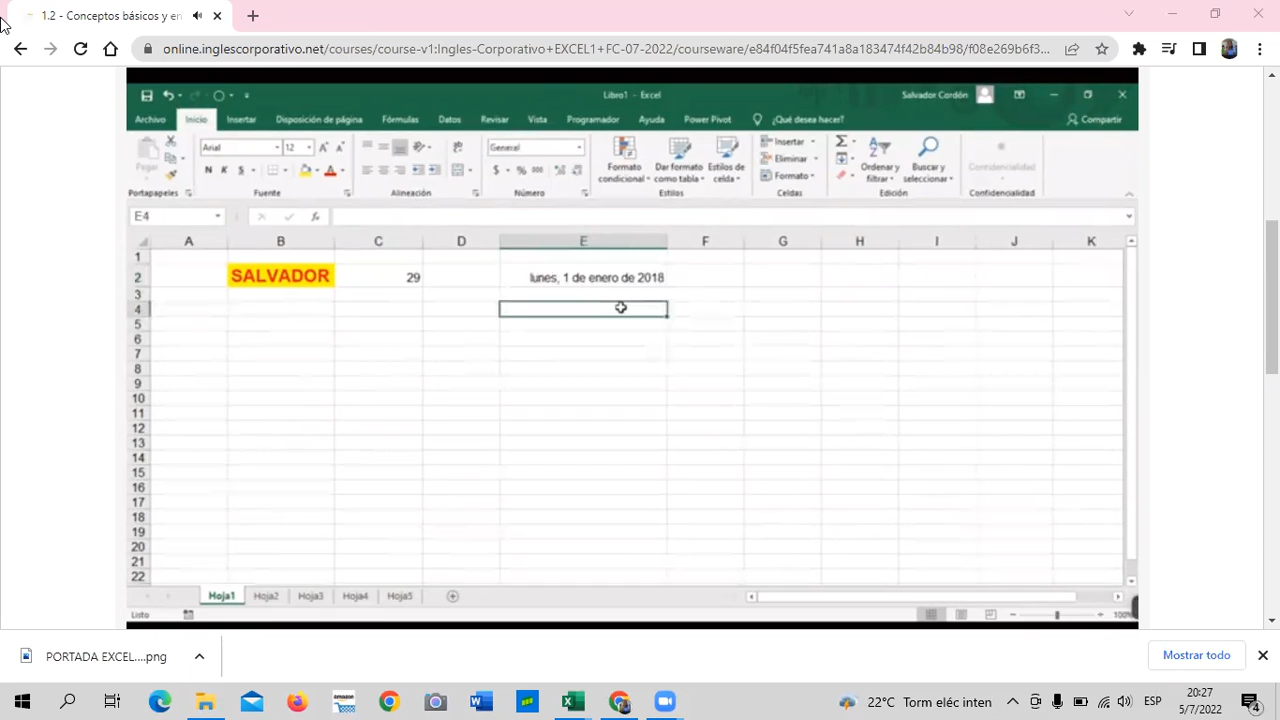 1.2 - Conceptos básicos y en
online.inglescorporativo.net/courses/course-v1:Ingles-Corporativo+EXCEL1+FC-07-2022/courseware/e84f04f5fea741a8a183474f42b84b98/f08e269b6f3...
Libro1 - Excel
Salvador Cordón
Archivo Inicio Insertar Disposición de página Fórmulas Datos Revisar Vista Programador Power Pivot Ayuda ¿Qué desea hacer? Compartir
Pegar
Arial 12
N K S
General
$ % 000
Formato condicional
Dar formato como tabla
Estilos de celda
Insertar
Eliminar
Formato
Ordenar y filtrar
Buscar y seleccionar
Confidencialidad
Portapapeles Fuente Alineación Número Estilos Celdas Edición Confidencialidad
E4 fx
A B C D E F G H I J K
1
2 SALVADOR 29 lunes, 1 de enero de 2018
3
4
5
6
7
8
9
10
11
12
13
14
15
16
17
18
19
20
21
22
Hoja1 Hoja2 Hoja3 Hoja4 Hoja5
Listo 100%
PORTADA EXCEL....png
Mostrar todo
22°C Torm eléc inten
ESP
20:27
5/7/2022
4